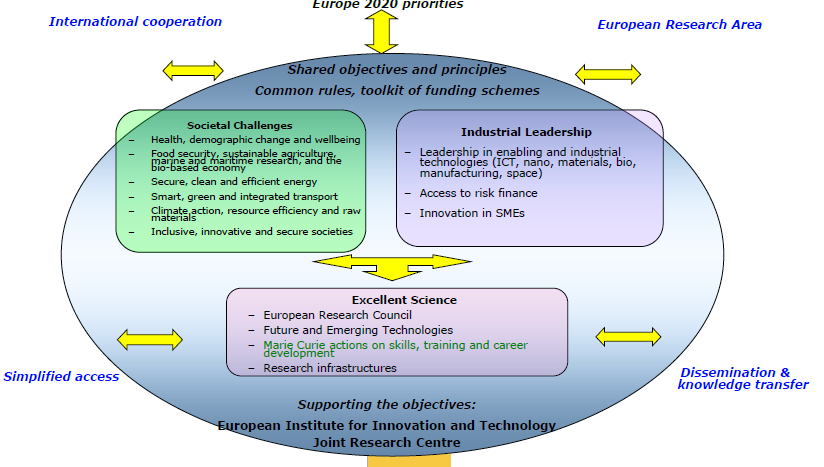 Europe 2020 priorities
International cooperation
European Research Area
Shared objectives and principles
Common rules, toolkit of funding schemes
Societal Challenges
– Health, demographic change and wellbeing
– Food security, sustainable agriculture,
marine and maritime research, and the
bio-based economy
– Secure, clean and efficient energy
– Smart, green and integrated transport
– Climate action, resource efficiency and raw
materials
– Inclusive, innovative and secure societies
Industrial Leadership
– Leadership in enabling and industrial
technologies (ICT, nano, materials, bio,
manufacturing, space)
– Access to risk finance
– Innovation in SMEs
Excellent Science
– European Research Council
– Future and Emerging Technologies
– Marie Curie actions on skills, training and career
development
– Research infrastructures
Simplified access
Dissemination &
knowledge transfer
Supporting the objectives:
European Institute for Innovation and Technology
Joint Research Centre